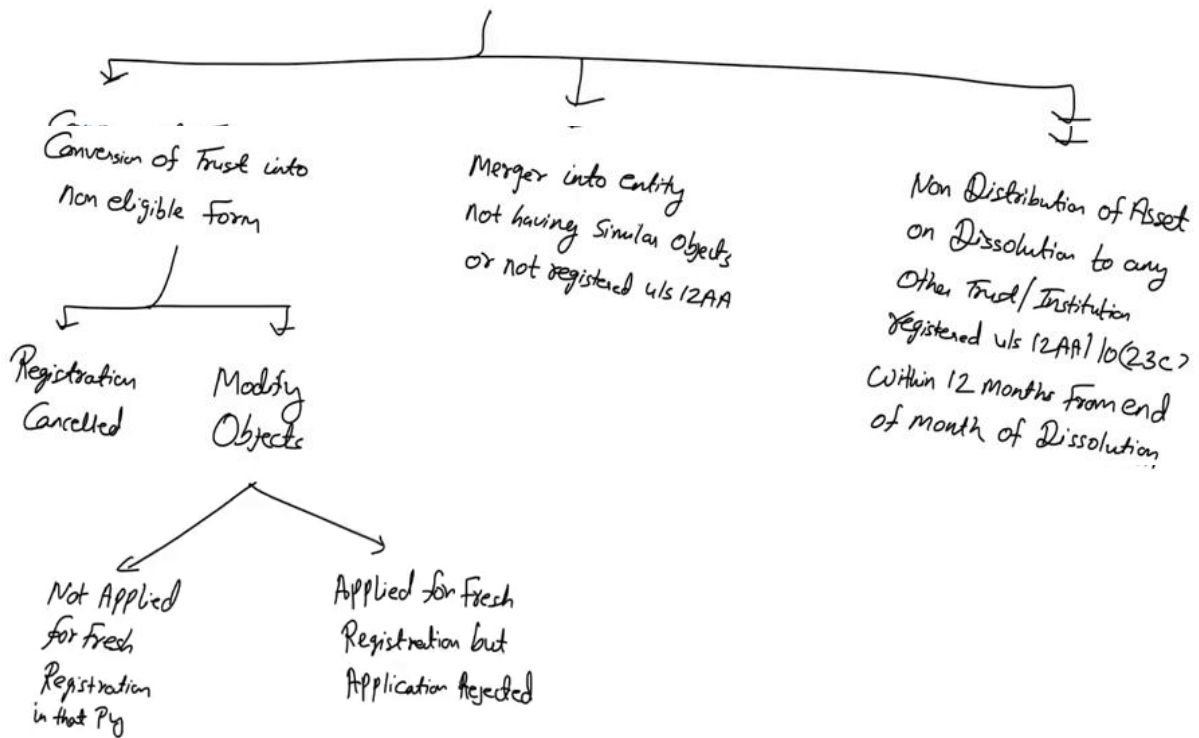 Conversion of Trust into
non eligible form
Merger into entity
not having Similar Objects
or not registered u/s 12AA
Non Distribution of Asset
on Dissolution to any
Other Trust/Institution
registered u/s 12AA/10(23C)
Within 12 months from end
of month of Dissolution
Registration
Cancelled
Modify
Objects
Not Applied
for Fresh
Registration
in that Py
Applied for Fresh
Registration but
Application Rejected